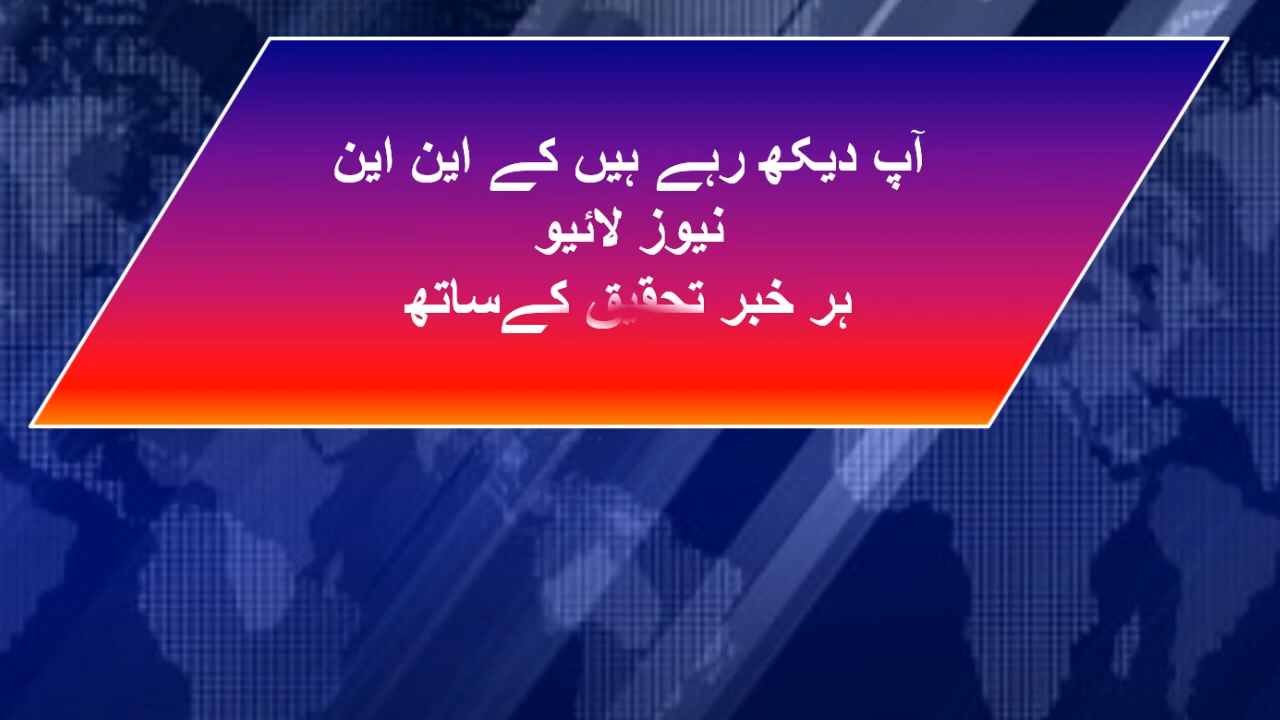 آپ دیکھ رہے ہیں کے این این
نیوز لائیو
ہر خبر تحقیق کےساتھ